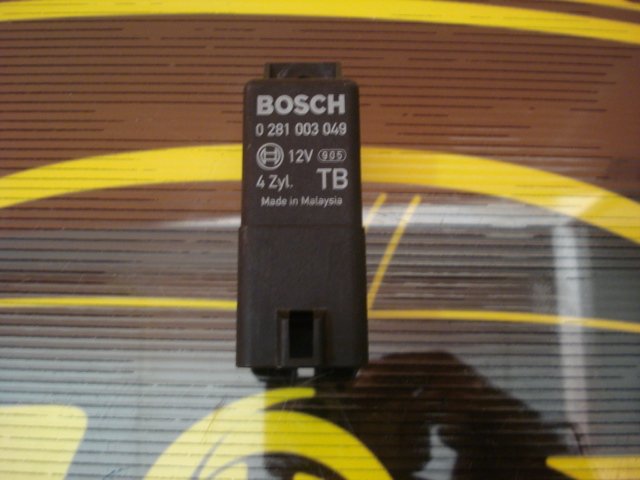 BOSCH
0 281 003 049
12V 905
4 Zyl. TB
Made in Malaysia